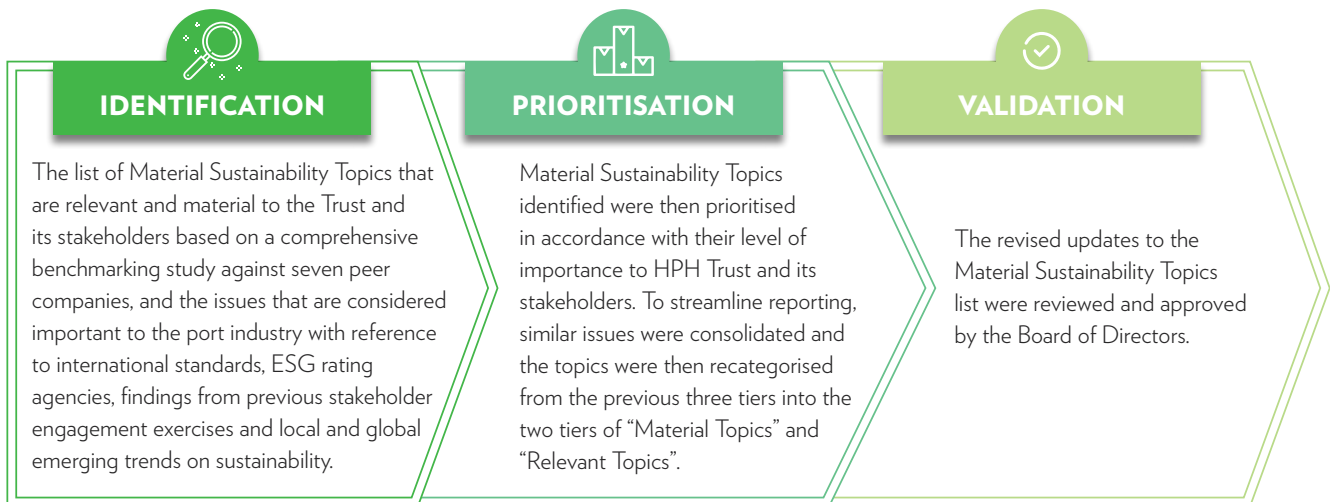 IDENTIFICATION
The list of Material Sustainability Topics that
are relevant and material to the Trust and
its stakeholders based on a comprehensive
benchmarking study against seven peer
companies, and the issues that are considered
important to the port industry with reference
to international standards, ESG rating
agencies, findings from previous stakeholder
engagement exercises and local and global
emerging trends on sustainability.
PRIORITISATION
Material Sustainability Topics
identified were then prioritised
in accordance with their level of
importance to HPH Trust and its
stakeholders. To streamline reporting,
similar issues were consolidated and
the topics were then recategorised
from the previous three tiers into the
two tiers of “Material Topics” and
“Relevant Topics”.
VALIDATION
The revised updates to the
Material Sustainability Topics
list were reviewed and approved
by the Board of Directors.